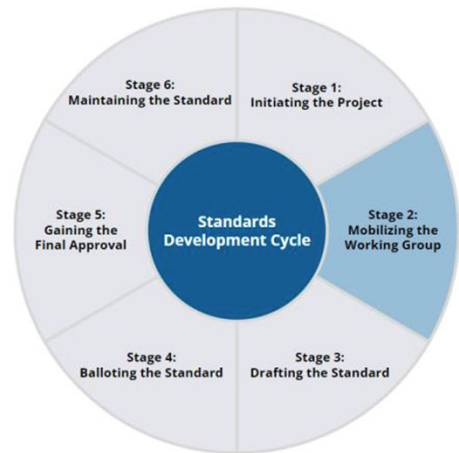 Stage 1:
Initiating the Project
Stage 2:
Mobilizing the
Working Group
Stage 3:
Drafting the Standard
Stage 4:
Balloting the Standard
Stage 5:
Gaining the
Final Approval
Stage 6:
Maintaining the Standard
Standards
Development Cycle